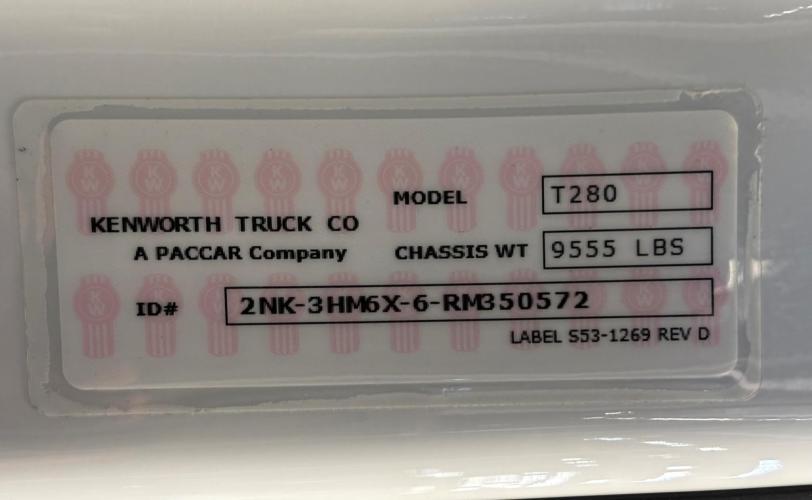 KENWORTH TRUCK CO
A PACCAR Company
MODEL T280
CHASSIS WT 9555 LBS
ID# 2NK-3HM6X-6-RM350572
LABEL S53-1269 REV D